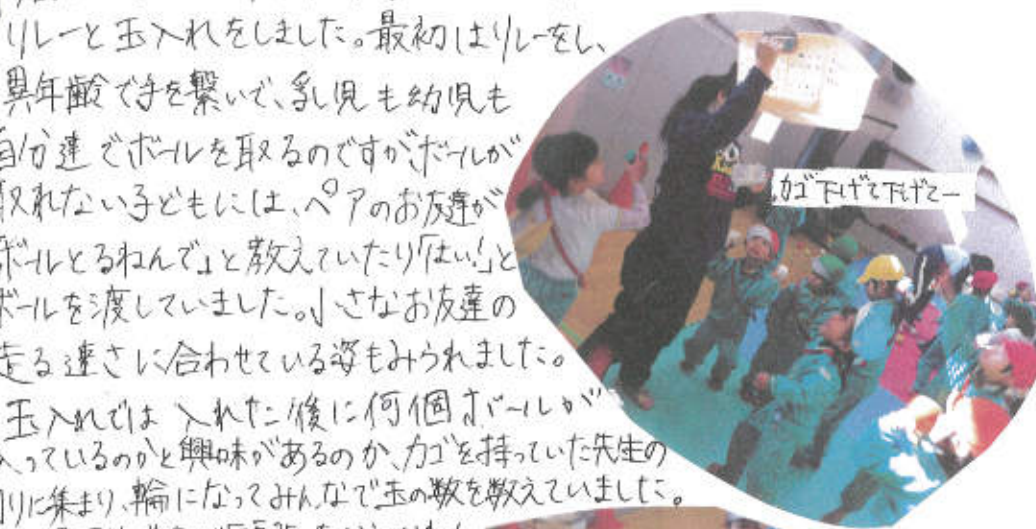 リレーと玉入れをしました。最初はリレーをし、
異年齢で手を繋いで、乳児も幼児も
自分達でボールを取るのですが、ボールが
取れない子どもには、ペアのお友達が
ボールとるねんで」と教えていたり「はい!」と
ボールを渡していました。小さなお友達の
走る速さに合わせている姿もみうれました。
玉入れでは 入れた後に何個ボールが
入っているのかと興味があるのか、カゴを持っていた先生の
周りに集まり、輪になってみんなで玉の数を数えていました。
カゴ下げて下げてー